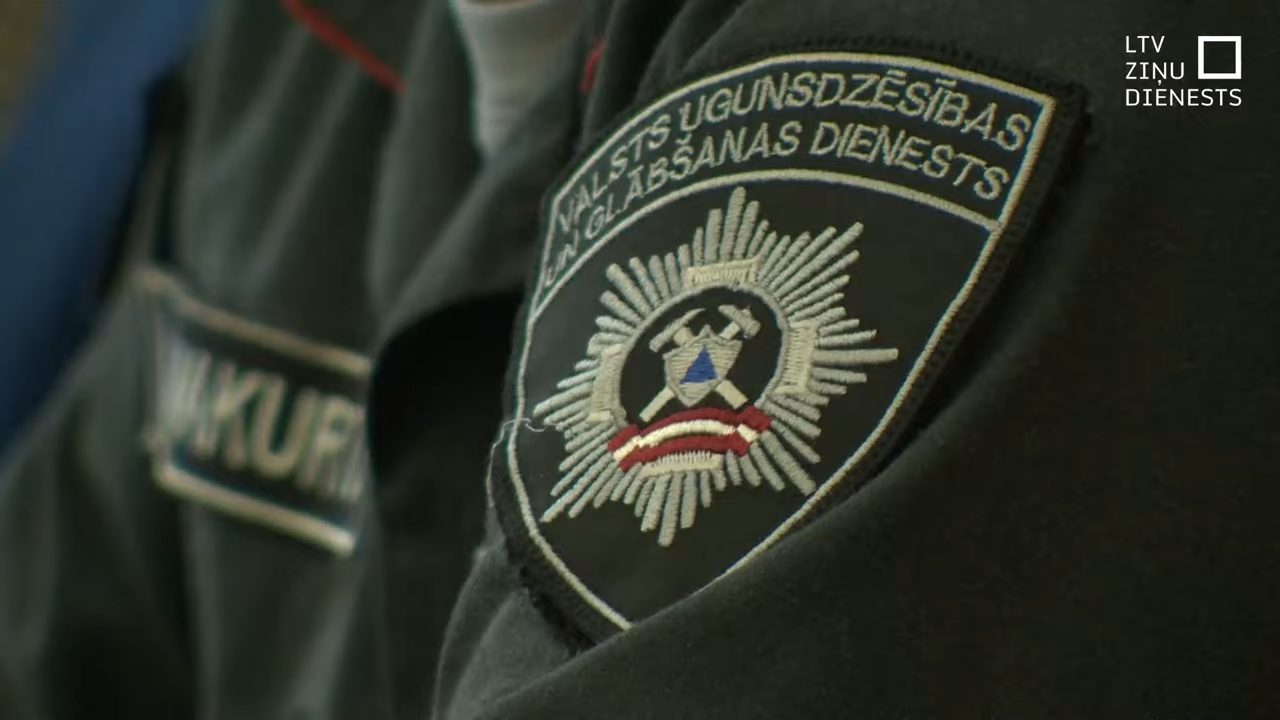 LTV
ZIŅU
DIENESTS
VALSTS UGUNSDZĒSĪBAS
UN GLĀBŠANAS DIENESTS